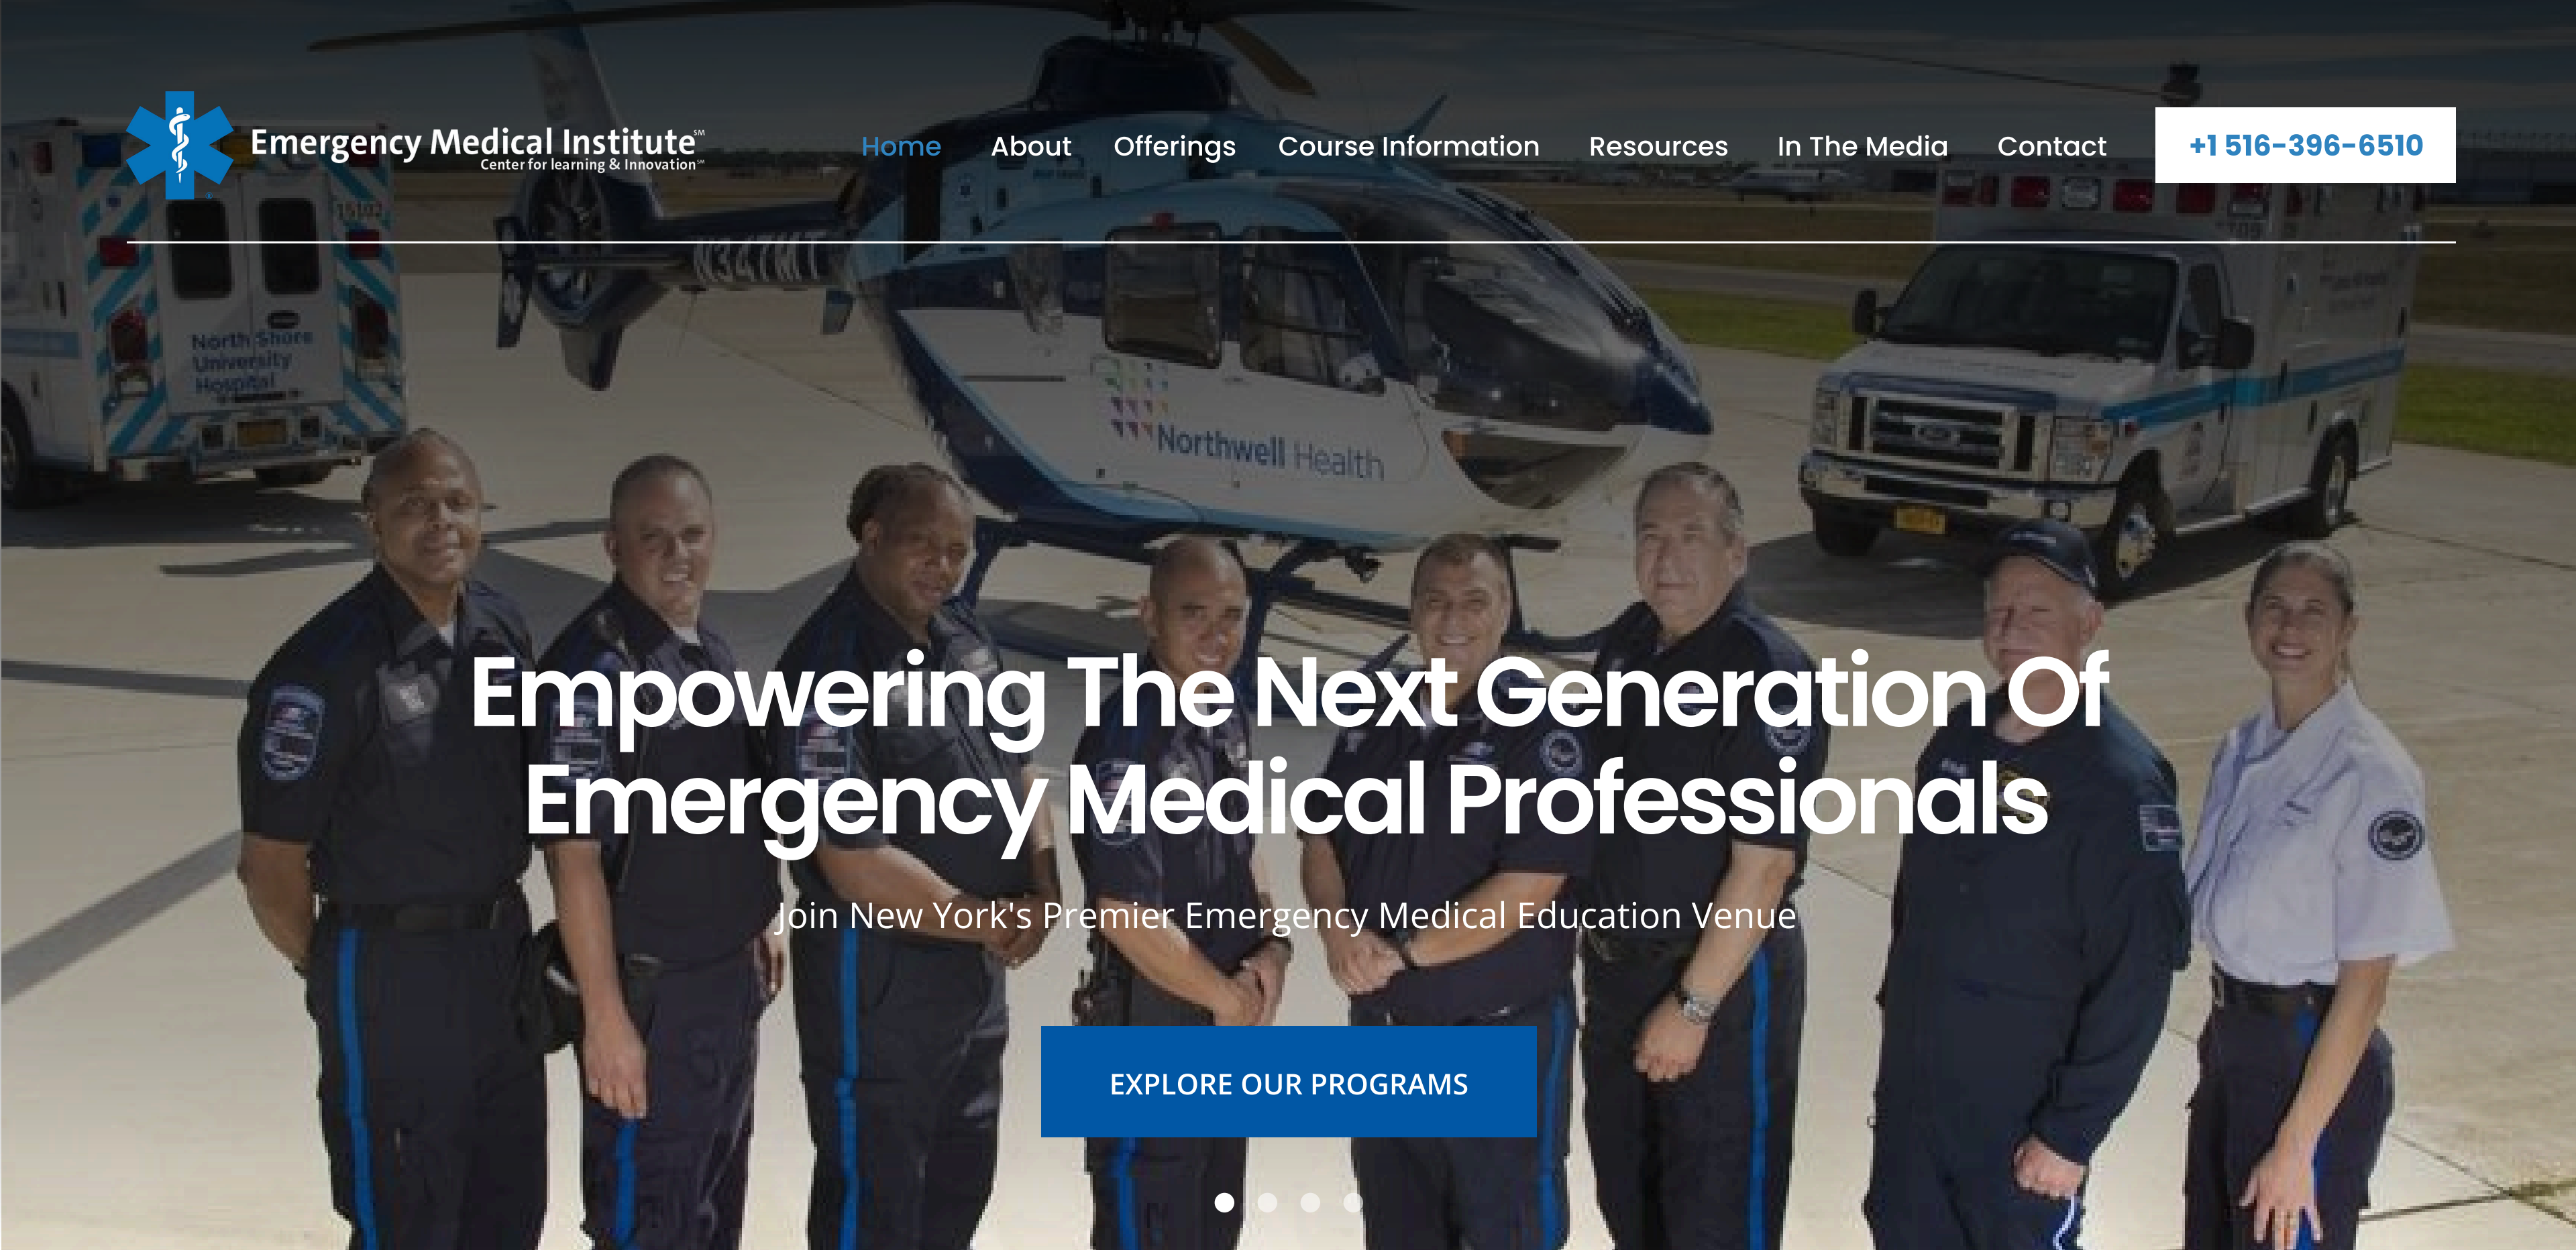 Emergency Medical Institute℠
Center for learning & Innovation℠
Home
About
Offerings
Course Information
Resources
In The Media
Contact
+1 516-396-6510
15102
N347MT
North Shore
University
Hospital
Northwell Health
Empowering The Next Generation Of
Emergency Medical Professionals
Join New York's Premier Emergency Medical Education Venue
EXPLORE OUR PROGRAMS